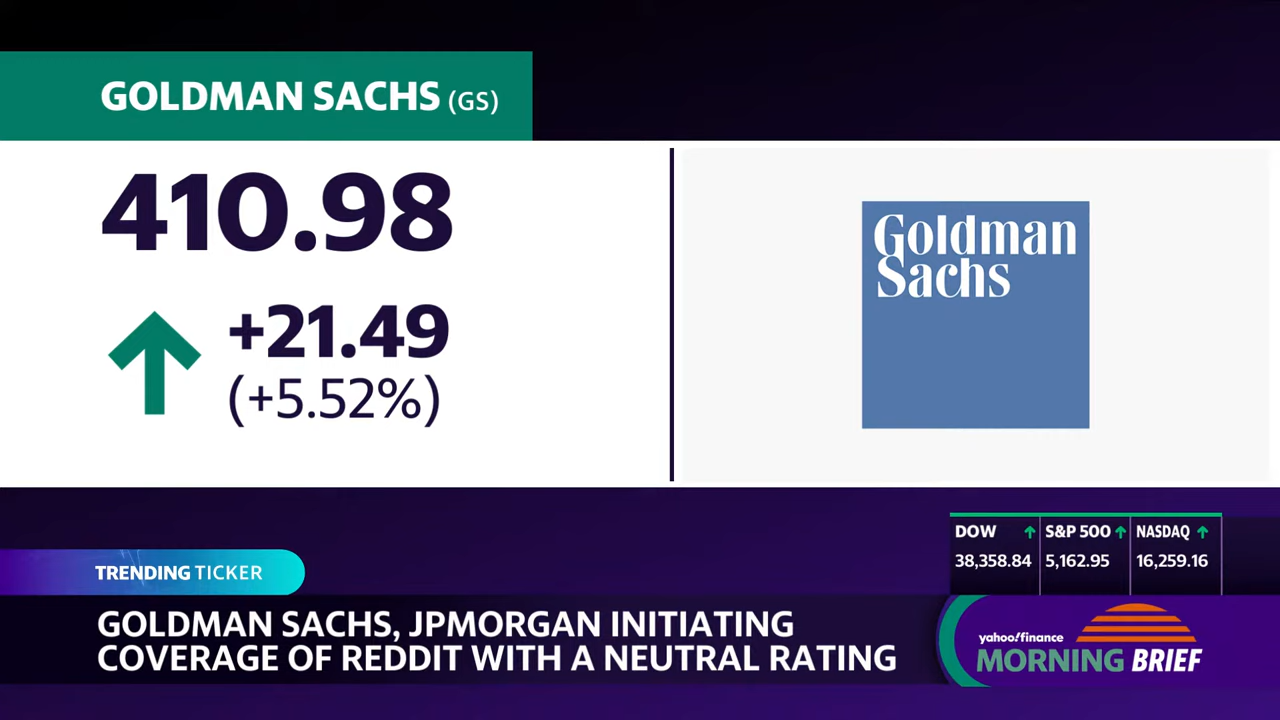 GOLDMAN SACHS (GS)
410.98
+21.49
(+5.52%)
Goldman
Sachs
TRENDING TICKER
GOLDMAN SACHS, JPMORGAN INITIATING
COVERAGE OF REDDIT WITH A NEUTRAL RATING
DOW S&P 500 NASDAQ
38,358.84 5,162.95 16,259.16
yahoo!finance
MORNING BRIEF